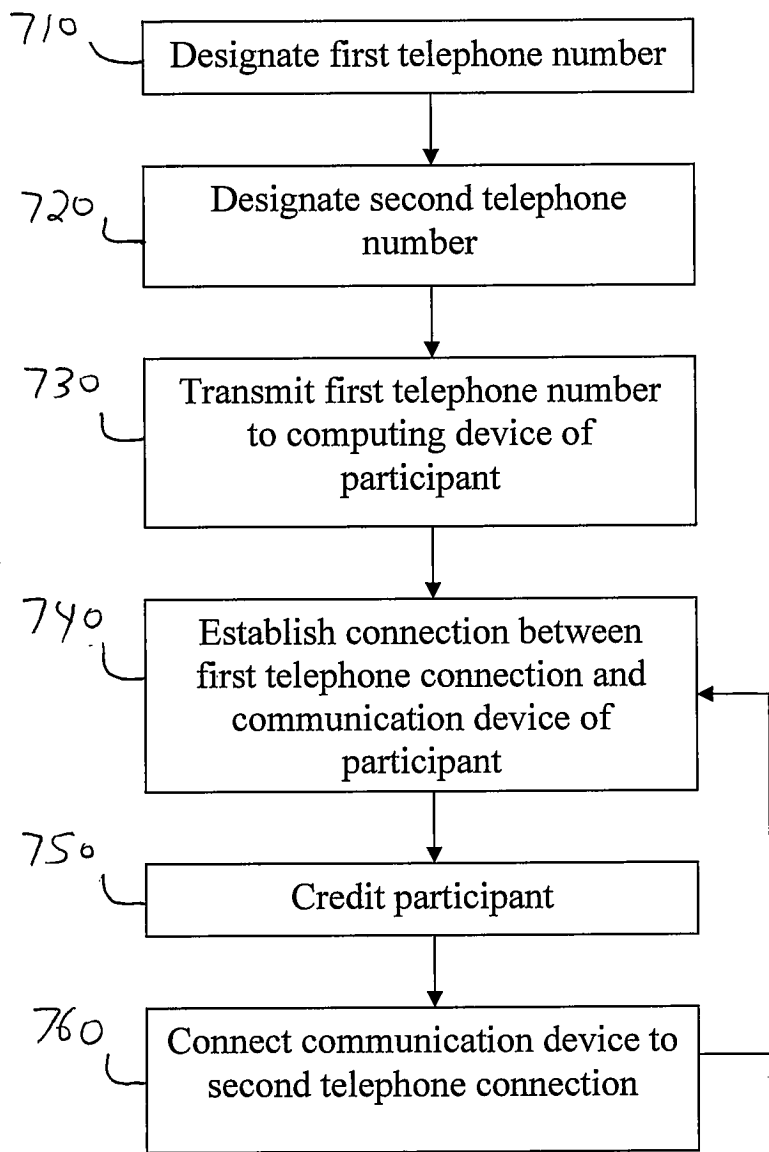 710
Designate first telephone number
720
Designate second telephone
number
730
Transmit first telephone number
to computing device of
participant
740
Establish connection between
first telephone connection and
communication device of
participant
750
Credit participant
760
Connect communication device to
second telephone connection